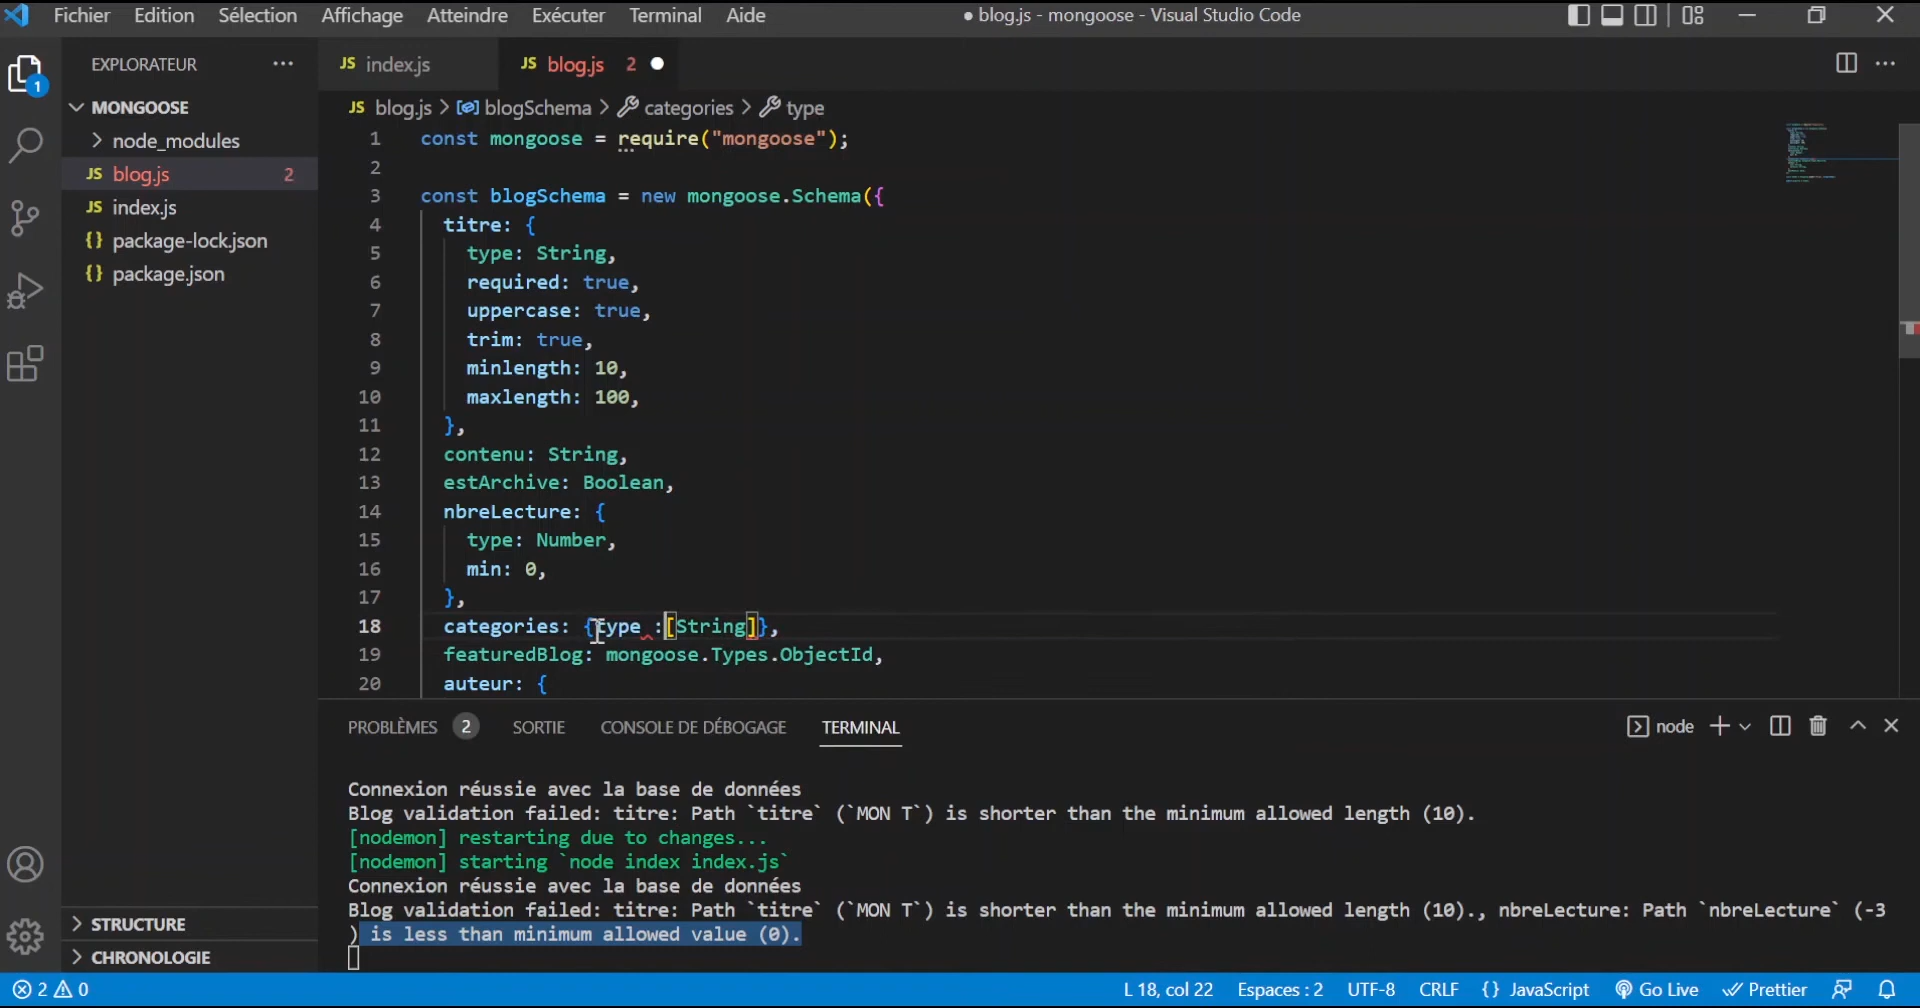 Fichier Edition Sélection Affichage Atteindre Exécuter Terminal Aide ● blog.js - mongoose - Visual Studio Code
EXPLORATEUR ···
JS index.js JS blog.js 2 ●
1
MONGOOSE
node_modules
JS blog.js 2
JS index.js
{} package-lock.json
{} package.json
JS blog.js > blogSchema > categories > type
1 const mongoose = require("mongoose");
2
3 const blogSchema = new mongoose.Schema({
4 titre: {
5 type: String,
6 required: true,
7 uppercase: true,
8 trim: true,
9 minlength: 10,
10 maxlength: 100,
11 },
12 contenu: String,
13 estArchive: Boolean,
14 nbreLecture: {
15 type: Number,
16 min: 0,
17 },
18 categories: {type :[String]},
19 featuredBlog: mongoose.Types.ObjectId,
20 auteur: {
PROBLÈMES 2 SORTIE CONSOLE DE DÉBOGAGE TERMINAL node
Connexion réussie avec la base de données
Blog validation failed: titre: Path `titre` (`MON T`) is shorter than the minimum allowed length (10).
[nodemon] restarting due to changes...
[nodemon] starting `node index index.js`
Connexion réussie avec la base de données
Blog validation failed: titre: Path `titre` (`MON T`) is shorter than the minimum allowed length (10)., nbreLecture: Path `nbreLecture` (-3
) is less than minimum allowed value (0).
STRUCTURE
CHRONOLOGIE
2 0 L 18, col 22 Espaces : 2 UTF-8 CRLF {} JavaScript Go Live Prettier